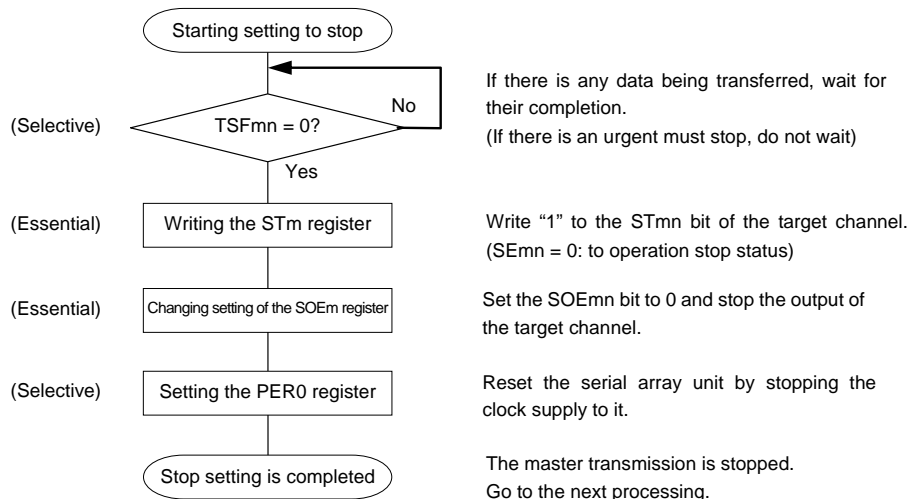 Starting setting to stop
No
(Selective)
TSFmn = 0?
If there is any data being transferred, wait for
their completion.
(If there is an urgent must stop, do not wait)
Yes
(Essential)
Writing the STm register
Write “1” to the STmn bit of the target channel.
(SEmn = 0: to operation stop status)
(Essential)
Changing setting of the SOEm register
Set the SOEmn bit to 0 and stop the output of
the target channel.
(Selective)
Setting the PER0 register
Reset the serial array unit by stopping the
clock supply to it.
Stop setting is completed
The master transmission is stopped.
Go to the next processing.